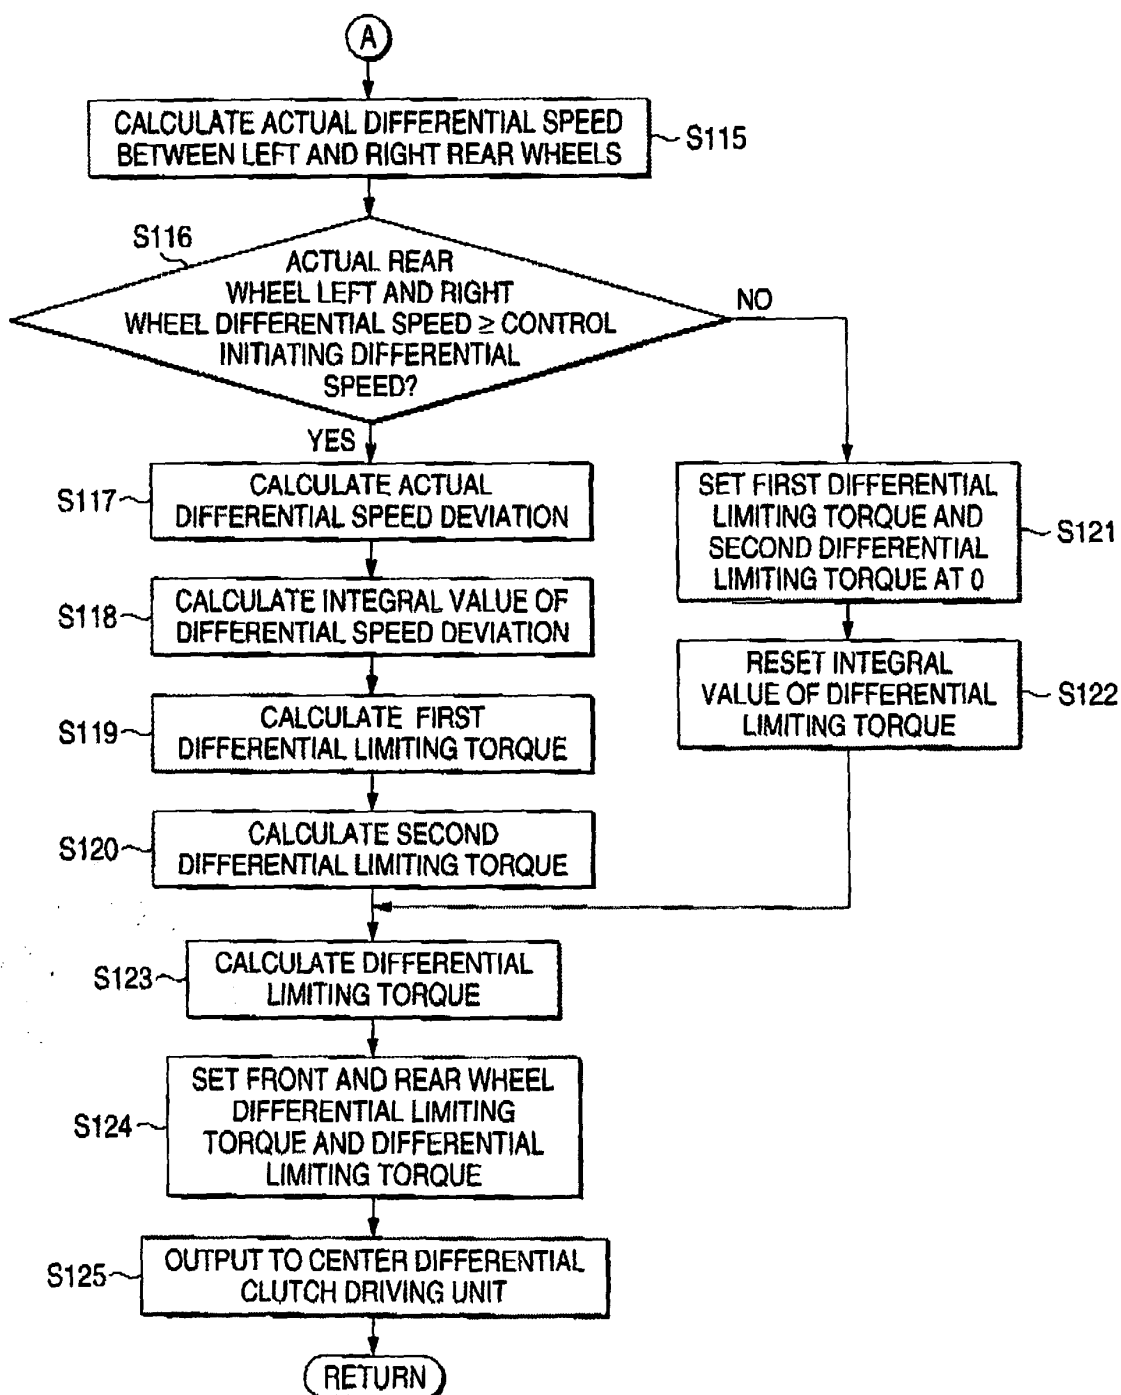 A
CALCULATE ACTUAL DIFFERENTIAL SPEED
BETWEEN LEFT AND RIGHT REAR WHEELS
S115
S116
ACTUAL REAR
WHEEL LEFT AND RIGHT
WHEEL DIFFERENTIAL SPEED ≥ CONTROL
INITIATING DIFFERENTIAL
SPEED?
NO
YES
S117
CALCULATE ACTUAL
DIFFERENTIAL SPEED DEVIATION
SET FIRST DIFFERENTIAL
LIMITING TORQUE AND
SECOND DIFFERENTIAL
LIMITING TORQUE AT 0
S121
S118
CALCULATE INTEGRAL VALUE OF
DIFFERENTIAL SPEED DEVIATION
RESET INTEGRAL
VALUE OF DIFFERENTIAL
LIMITING TORQUE
S122
S119
CALCULATE FIRST
DIFFERENTIAL LIMITING TORQUE
S120
CALCULATE SECOND
DIFFERENTIAL LIMITING TORQUE
S123
CALCULATE DIFFERENTIAL
LIMITING TORQUE
S124
SET FRONT AND REAR WHEEL
DIFFERENTIAL LIMITING
TORQUE AND DIFFERENTIAL
LIMITING TORQUE
S125
OUTPUT TO CENTER DIFFERENTIAL
CLUTCH DRIVING UNIT
RETURN